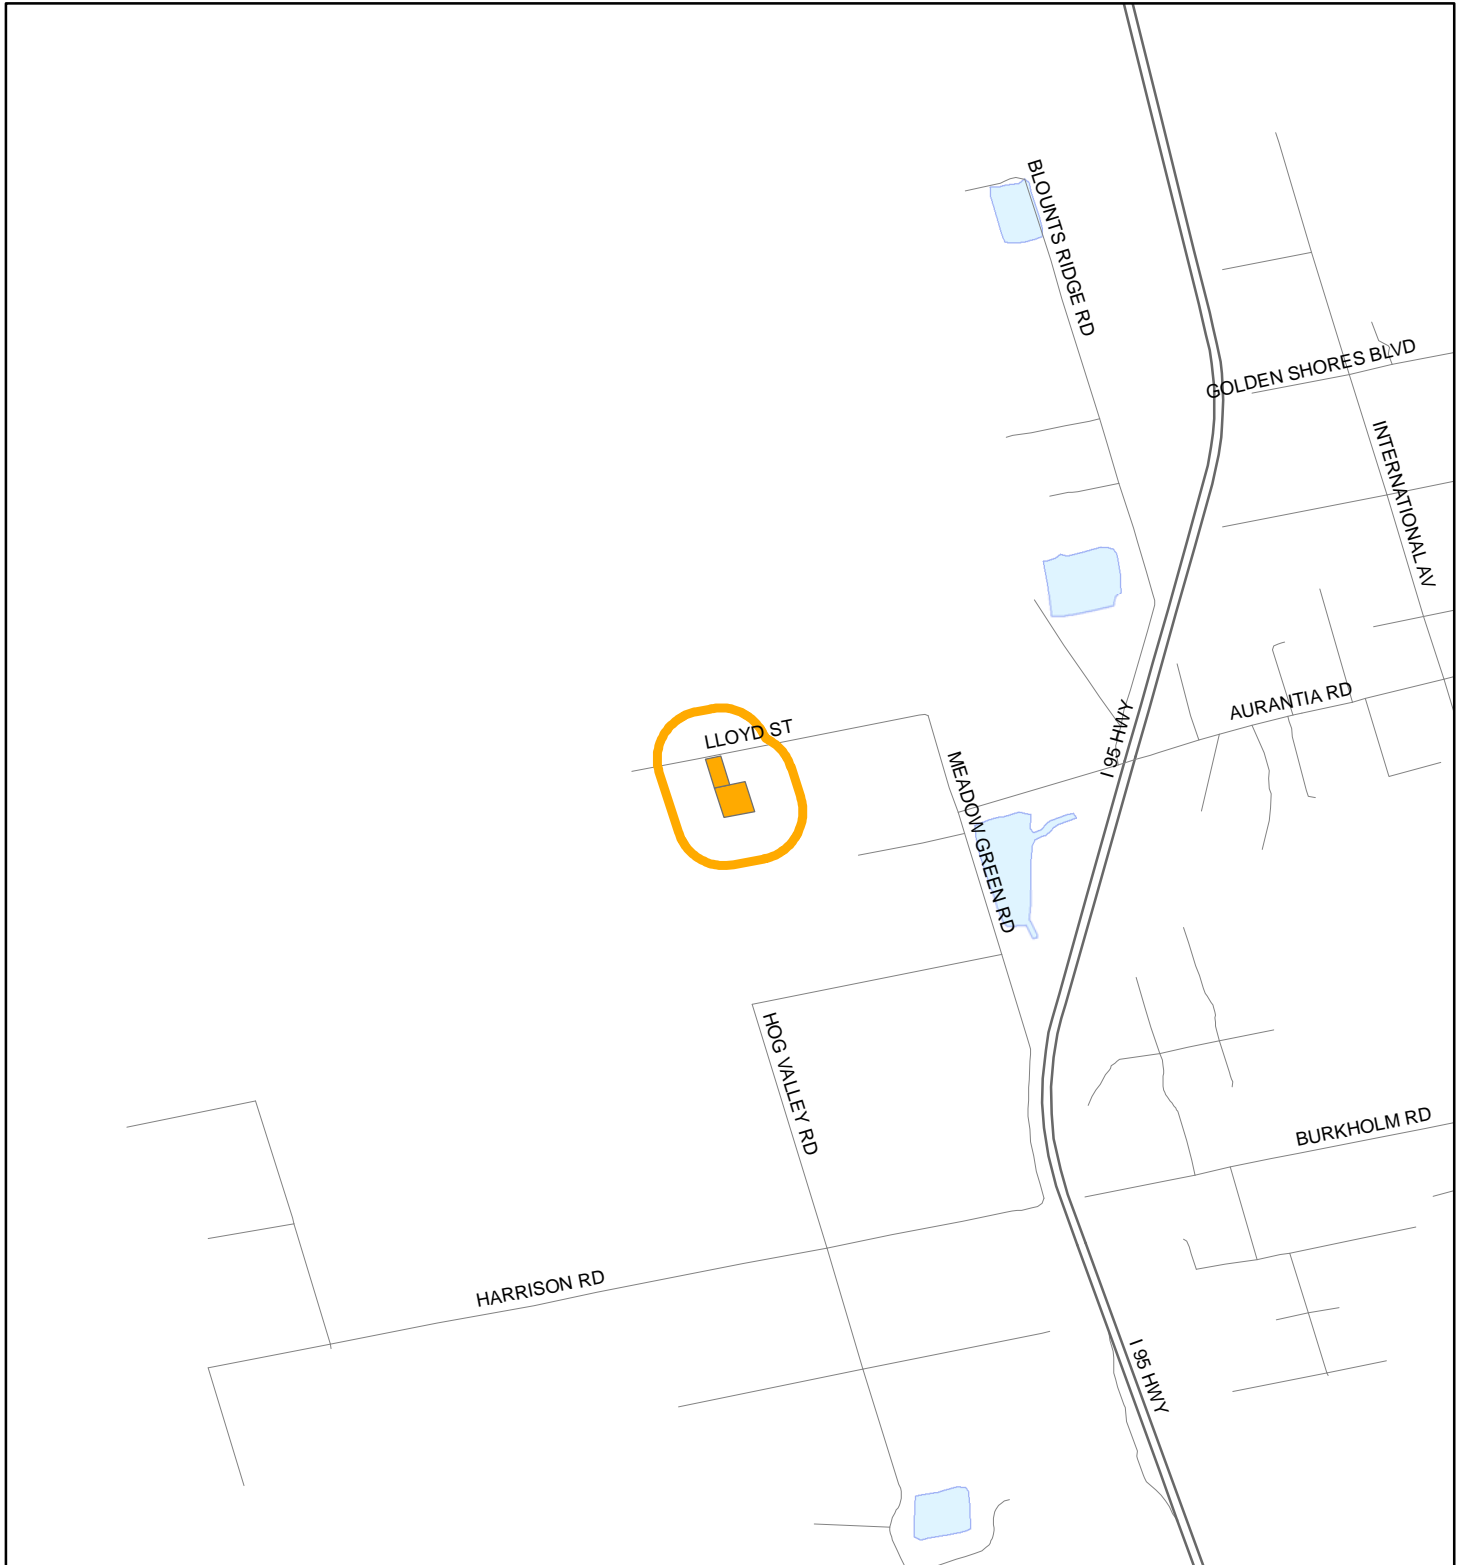 BLOUNTS RIDGE RD
GOLDEN SHORES BLVD
INTERNATIONAL AV
AURANTIA RD
I 95 HWY
LLOYD ST
MEADOW GREEN RD
HOG VALLEY RD
BURKHOLM RD
HARRISON RD
I 95 HWY